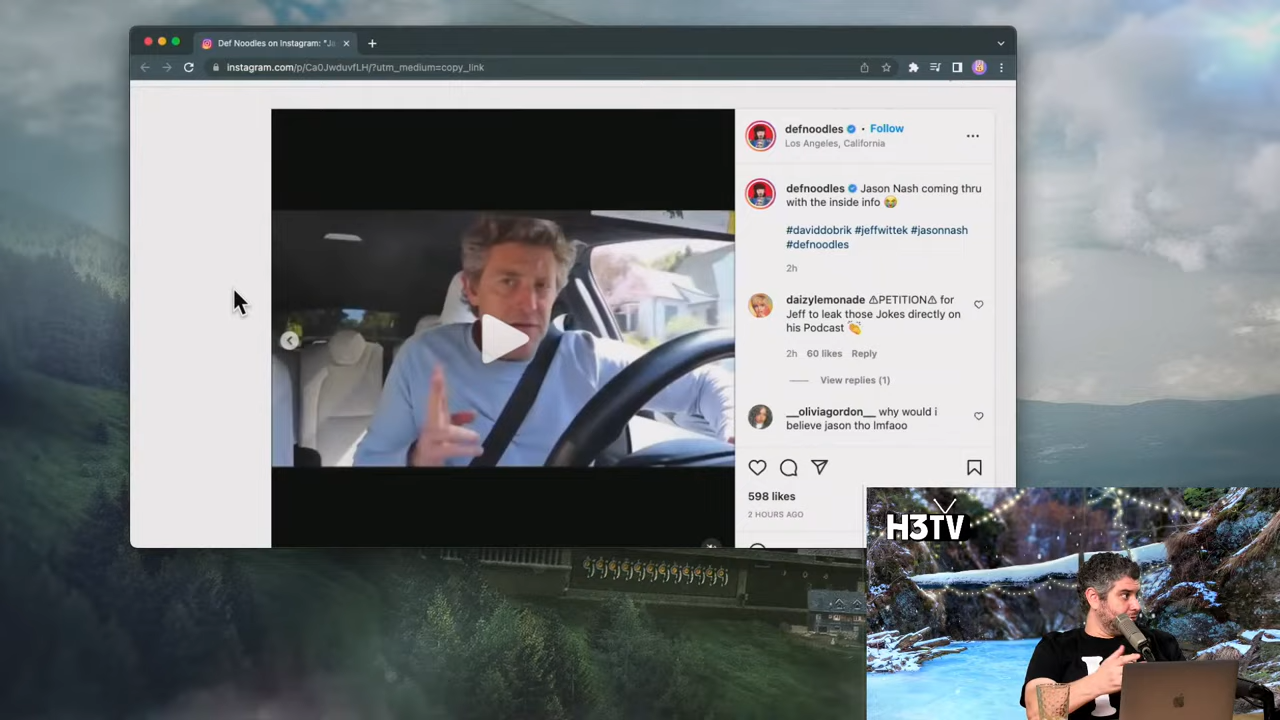 Def Noodles on Instagram: "Ja
instagram.com/p/Ca0JwduvfLH/?utm_medium=copy_link
defnoodles • Follow
Los Angeles, California
defnoodles Jason Nash coming thru
with the inside info 😭
#daviddobrik #jeffwittek #jasonnash
#defnoodles
2h
daizylemonade ⚠PETITION⚠ for
Jeff to leak those Jokes directly on
his Podcast 👏
2h 60 likes Reply
View replies (1)
__oliviagordon__ why would i
believe jason tho lmfaoo
598 likes
2 HOURS AGO
H3TV